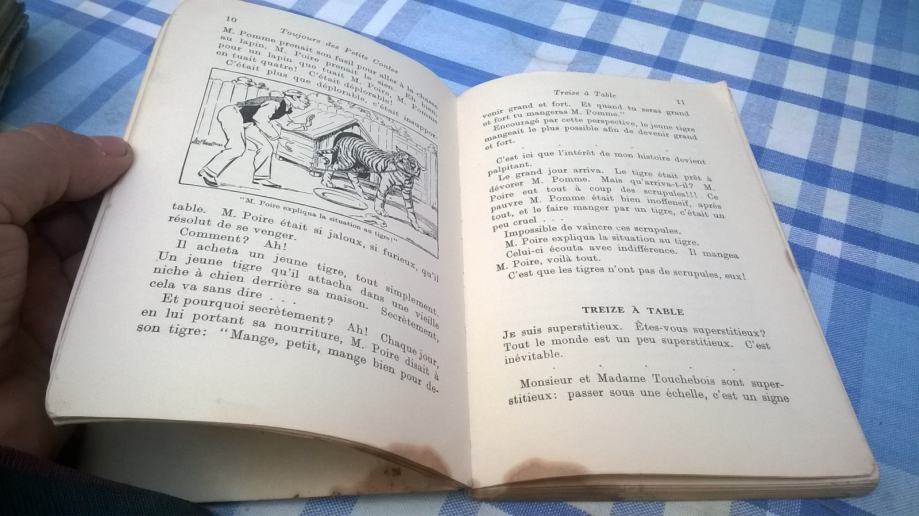 10
Toujours des Petits Contes
M. Pomme prenait son fusil pour aller à la chasse
au lapin, M. Poire prenait le sien. Eh bien!
pour un lapin que tuait M. Poire, M. Pomme
en tuait quatre! C'était déplorable!
C'était plus que déplorable, c'était insuppor-
"M. Poire expliqua la situation au tigre!"
table. M. Poire était si jaloux, si furieux, qu'il
résolut de se venger.
Comment? Ah!
Il acheta un jeune tigre, tout simplement.
Un jeune tigre qu'il attacha dans une vieille
niche à chien derrière sa maison. Secrètement,
cela va sans dire . . .
Et pourquoi secrètement? Ah! Chaque jour,
en lui portant sa nourriture, M. Poire disait à
son tigre: "Mange, petit, mange bien pour de-
Treize à Table
11
venir grand et fort. Et quand tu seras grand
et fort tu mangeras M. Pomme."
Encouragé par cette perspective, le jeune tigre
mangeait le plus possible afin de devenir grand
et fort.
. . . . .
C'est ici que l'intérêt de mon histoire devient
palpitant.
Le grand jour arriva. Le tigre était prêt à
dévorer M. Pomme. Mais qu'arriva-t-il? M.
Poire eut tout à coup des scrupules!!! Ce
pauvre M. Pomme était bien inoffensif, après
tout, et le faire manger par un tigre, c'était un
peu cruel . . .
Impossible de vaincre ces scrupules.
M. Poire expliqua la situation au tigre.
Celui-ci écouta avec indifférence. Il mangea
M. Poire, voilà tout.
C'est que les tigres n'ont pas de scrupules, eux!
TREIZE À TABLE
Je suis superstitieux. Êtes-vous superstitieux?
Tout le monde est un peu superstitieux. C'est
inévitable.
. . . . .
Monsieur et Madame Touchebois sont super-
stitieux: passer sous une échelle, c'est un signe